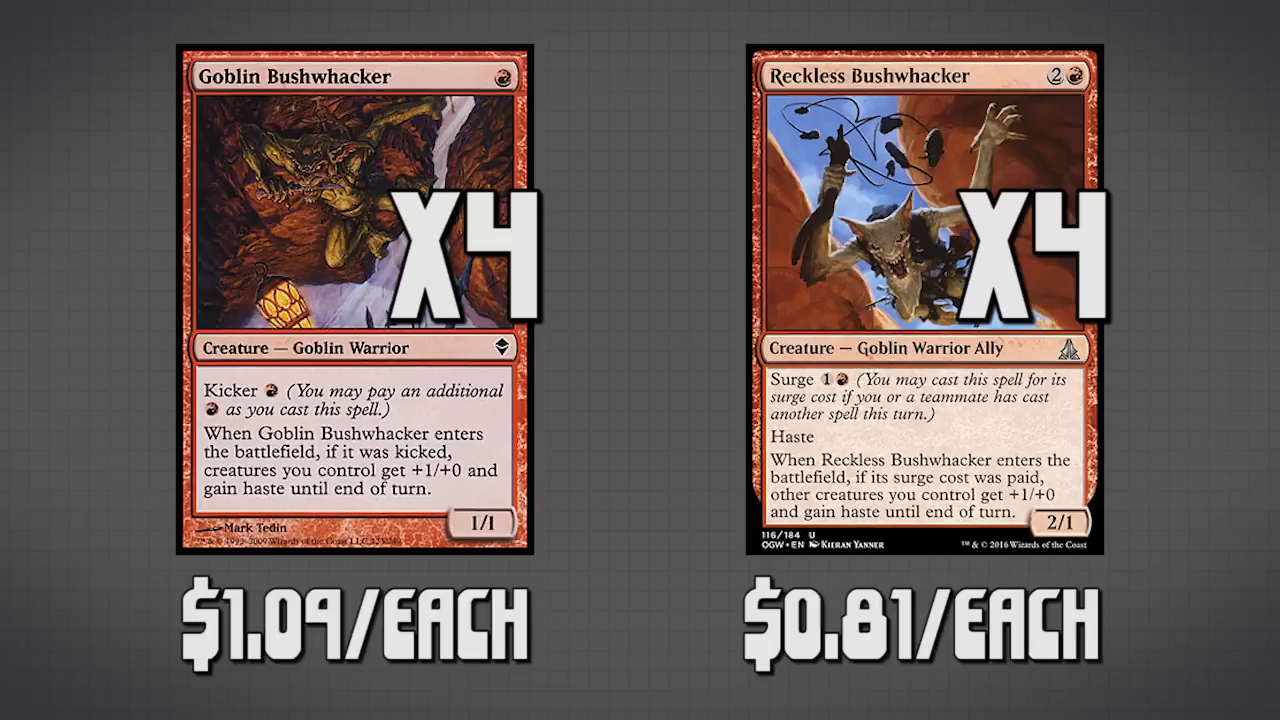 Goblin Bushwhacker
X4
Creature — Goblin Warrior
Kicker (You may pay an additional
as you cast this spell.)
When Goblin Bushwhacker enters
the battlefield, if it was kicked,
creatures you control get +1/+0 and
gain haste until end of turn.
Mark Tedin
1/1
$1.09/EACH
Reckless Bushwhacker 2
X4
Creature — Goblin Warrior Ally
Surge 1 (You may cast this spell for its
surge cost if you or a teammate has cast
another spell this turn.)
Haste
When Reckless Bushwhacker enters the
battlefield, if its surge cost was paid,
other creatures you control get +1/+0
and gain haste until end of turn.
2/1
116/184 U
OGW • EN Kieran Yanner ™ & © 2016 Wizards of the Coast
$0.81/EACH